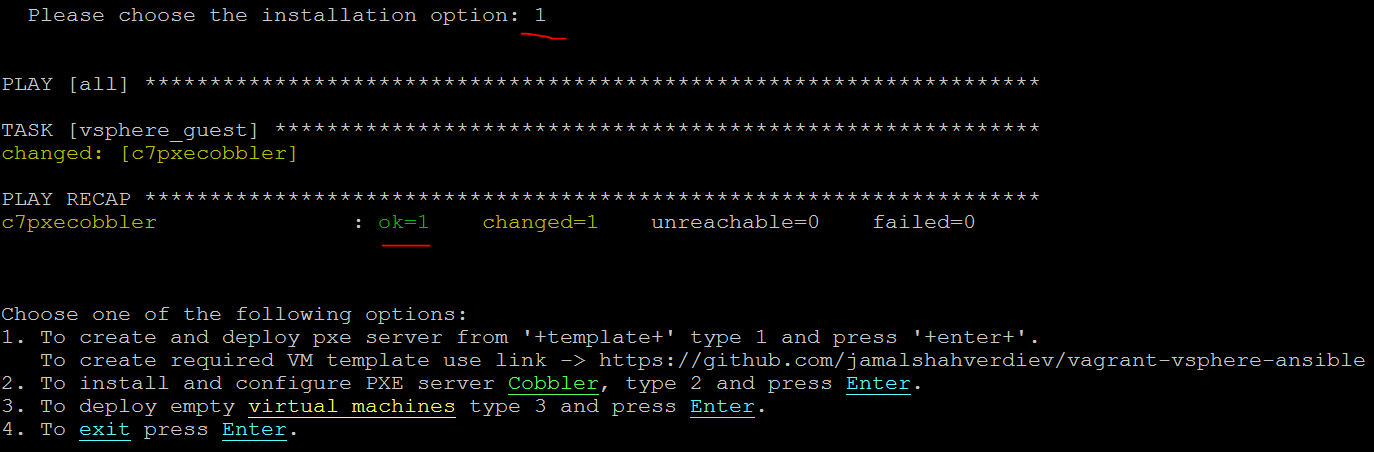 Please choose the installation option: 1
PLAY [all] *********************************************************************
TASK [vsphere_guest] ***********************************************************
changed: [c7pxecobbler]
PLAY RECAP *********************************************************************
c7pxecobbler : ok=1 changed=1 unreachable=0 failed=0
Choose one of the following options:
1. To create and deploy pxe server from '+template+' type 1 and press '+enter+'.
To create required VM template use link -> https://github.com/jamalshahverdiev/vagrant-vsphere-ansible
2. To install and configure PXE server Cobbler, type 2 and press Enter.
3. To deploy empty virtual machines type 3 and press Enter.
4. To exit press Enter.